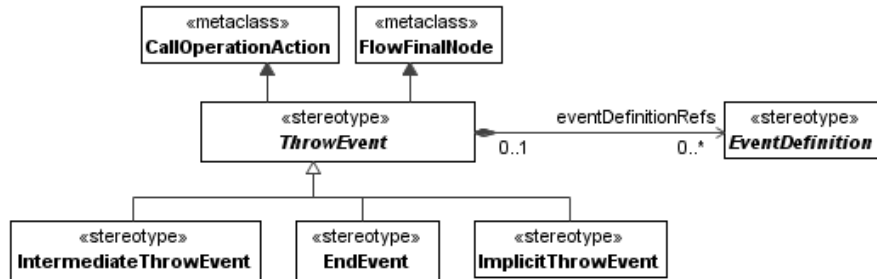 «metaclass»
CallOperationAction
«metaclass»
FlowFinalNode
«stereotype»
ThrowEvent
eventDefinitionRefs
0..1
0..*
«stereotype»
EventDefinition
«stereotype»
IntermediateThrowEvent
«stereotype»
EndEvent
«stereotype»
ImplicitThrowEvent